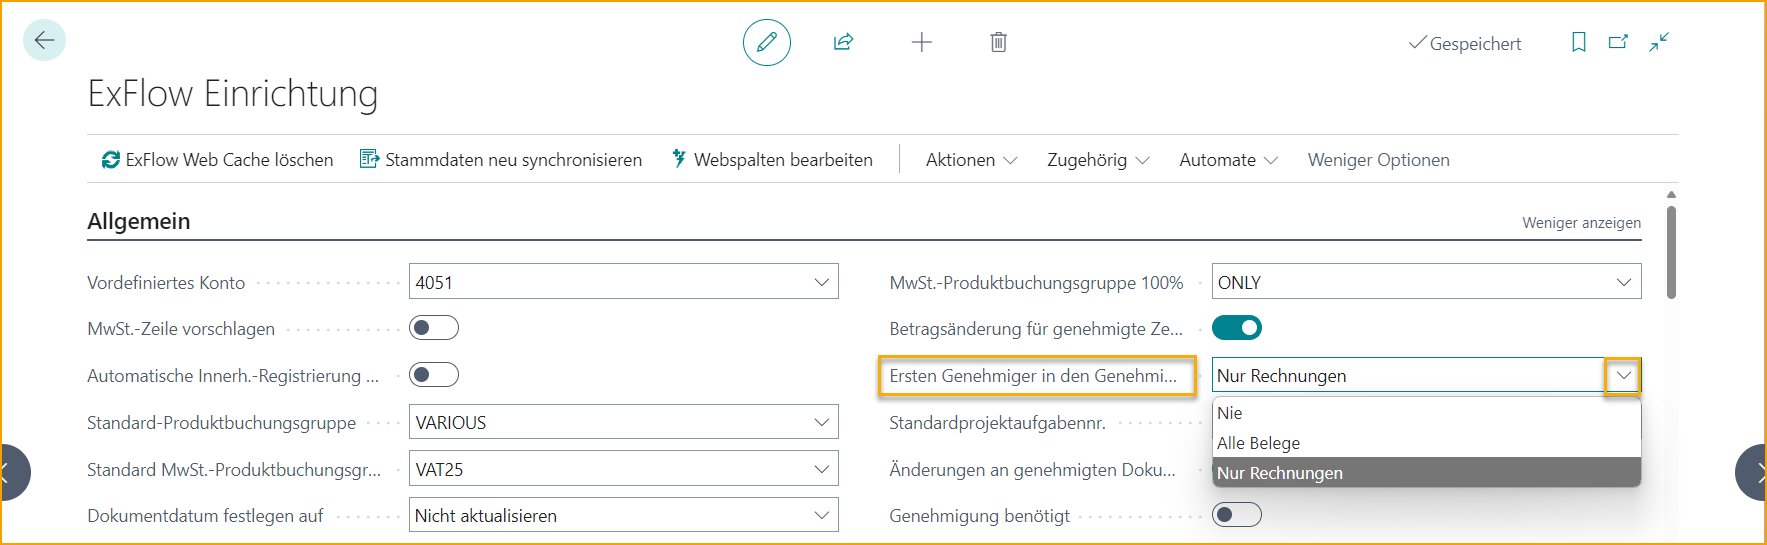 Gespeichert
ExFlow Einrichtung
ExFlow Web Cache löschen Stammdaten neu synchronisieren Webspalten bearbeiten Aktionen Zugehörig Automate Weniger Optionen
Allgemein Weniger anzeigen
Vordefiniertes Konto 4051
MwSt.-Zeile vorschlagen
Automatische Innerh.-Registrierung ...
Standard-Produktbuchungsgruppe VARIOUS
Standard MwSt.-Produktbuchungsgr... VAT25
Dokumentdatum festlegen auf Nicht aktualisieren
MwSt.-Produktbuchungsgruppe 100% ONLY
Betragsänderung für genehmigte Ze...
Ersten Genehmiger in den Genehmi... Nur Rechnungen
Nie
Alle Belege
Nur Rechnungen
Standardprojektaufgabennr.
Änderungen an genehmigten Doku...
Genehmigung benötigt